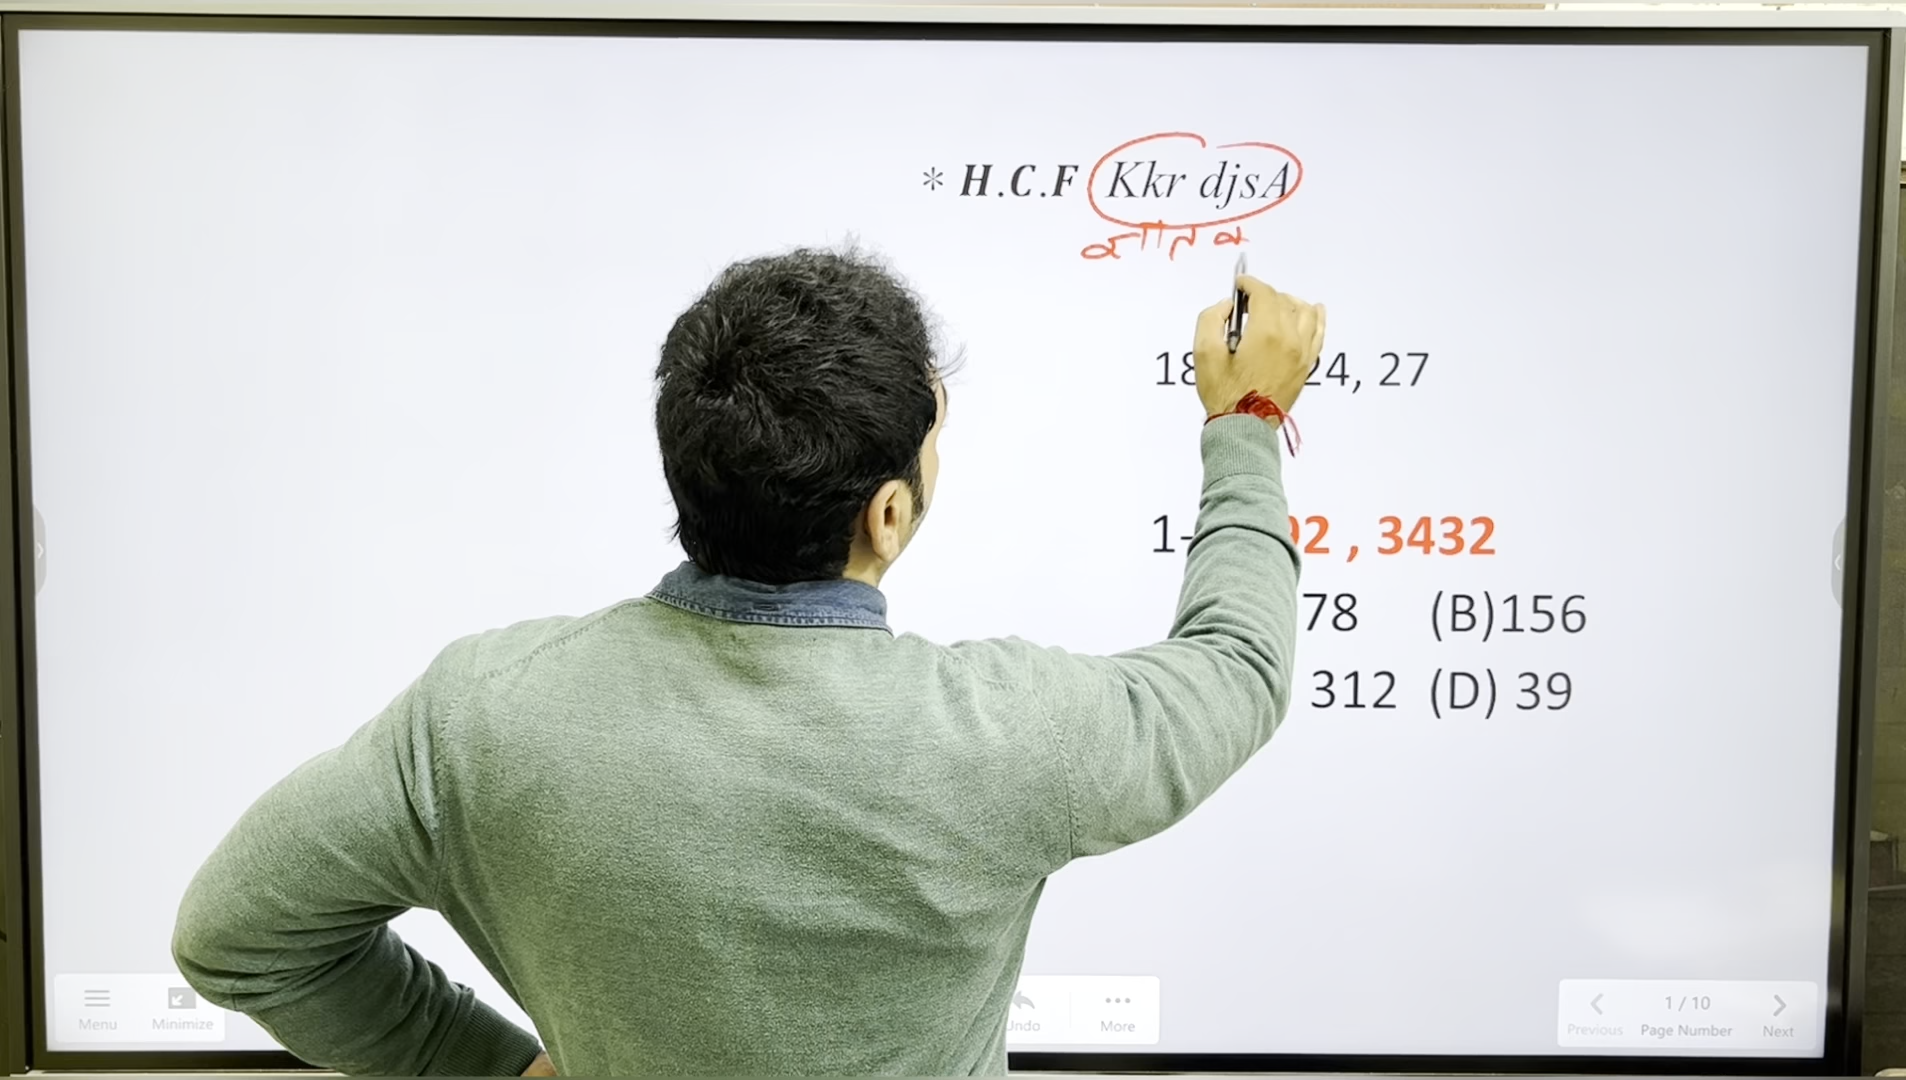 * H.C.F Kkr djsA
18 24, 27
1- 92 , 3432
78 (B)156
312 (D) 39
Menu
Minimize
Undo
More
Previous
1 / 10
Page Number
Next